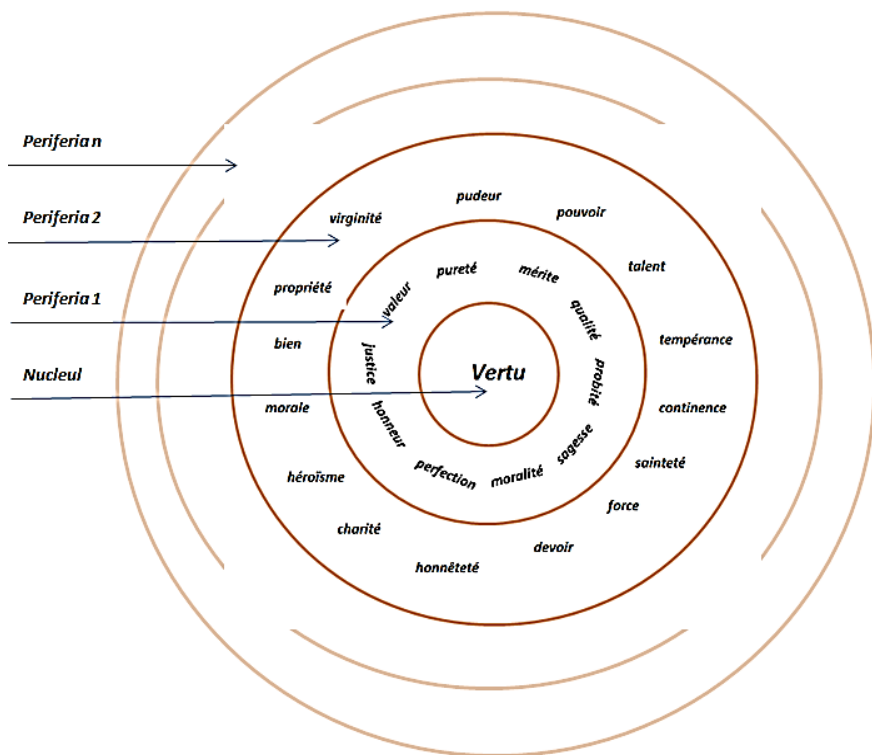 Periferia n
Periferia 2
Periferia 1
Nucleul
Vertu
pureté
mérite
qualité
probité
sagesse
moralité
perfection
honneur
justice
valeur
pudeur
pouvoir
talent
tempérance
continence
sainteté
force
devoir
honnêteté
charité
héroïsme
morale
bien
propriété
virginité